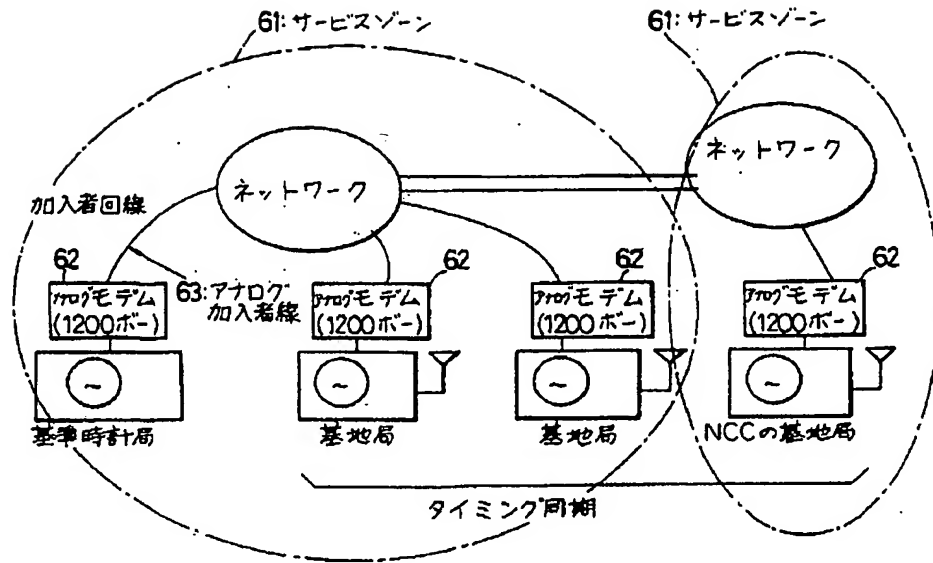 61:サービスゾーン
61:サービスゾーン
ネットワーク
ネットワーク
加入者回線
62
63:アナログ
加入者線
62
62
62
アナログモデム
(1200ボー)
アナログモデム
(1200ボー)
アナログモデム
(1200ボー)
アナログモデム
(1200ボー)
~
~
~
~
基準時計局
基地局
基地局
NCCの基地局
タイミング同期